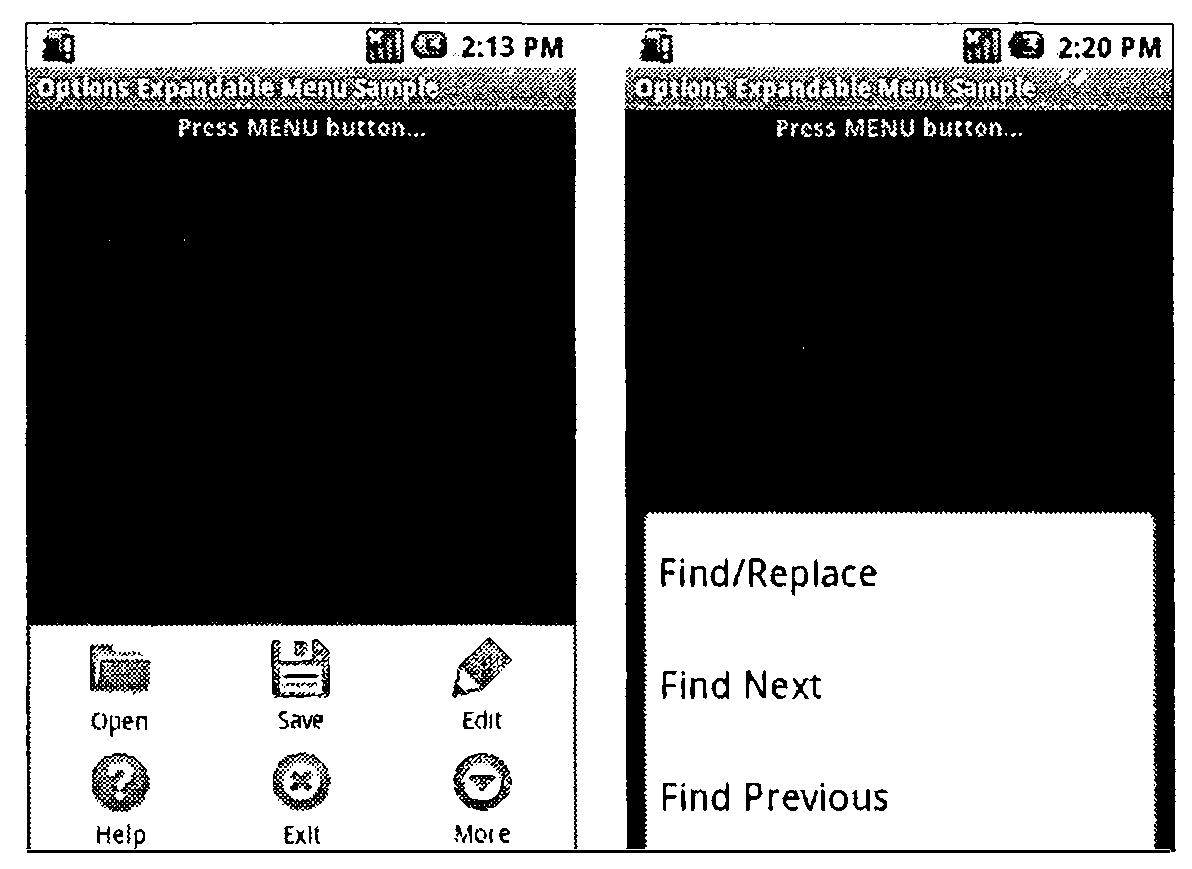 2:13 PM
Options Expandable Menu Sample
Press MENU button...
Open Save Edit
Help Exit More
2:20 PM
Options Expandable Menu Sample
Press MENU button...
Find/Replace
Find Next
Find Previous